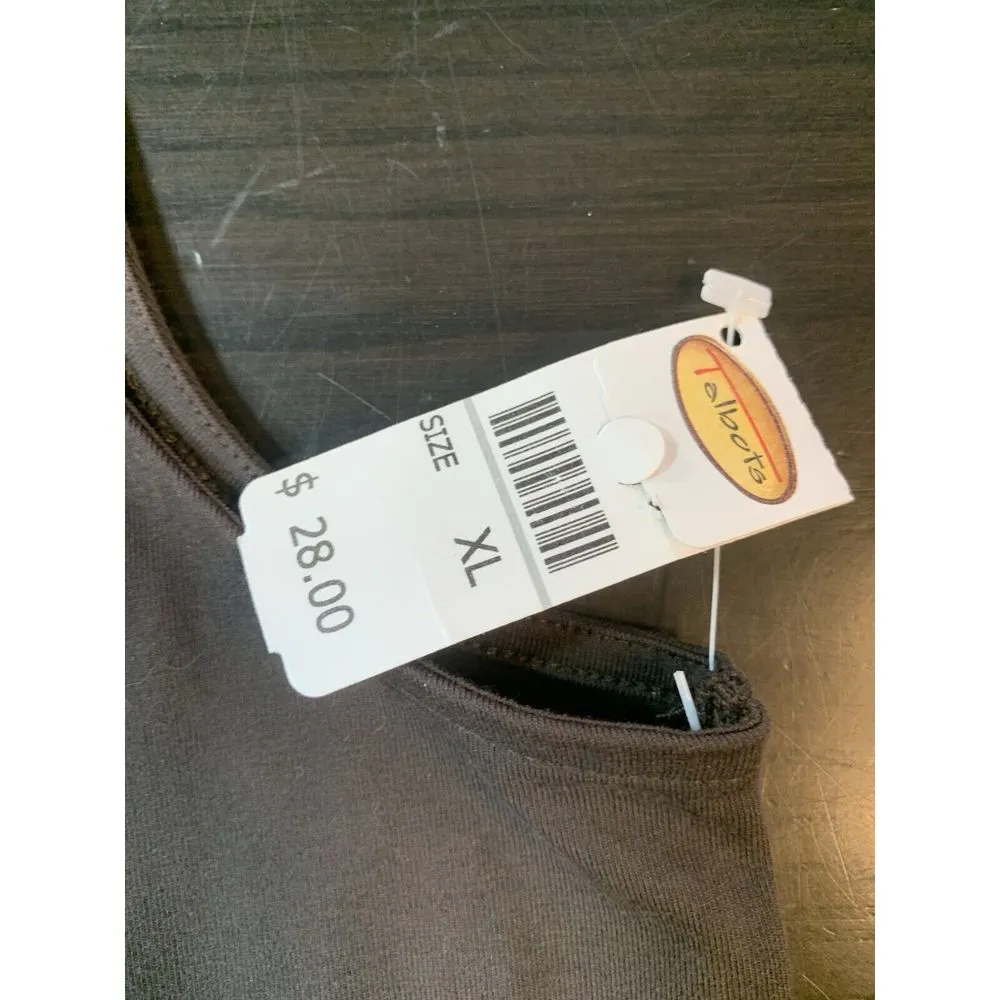 Talbots
SIZE
XL
$ 28.00